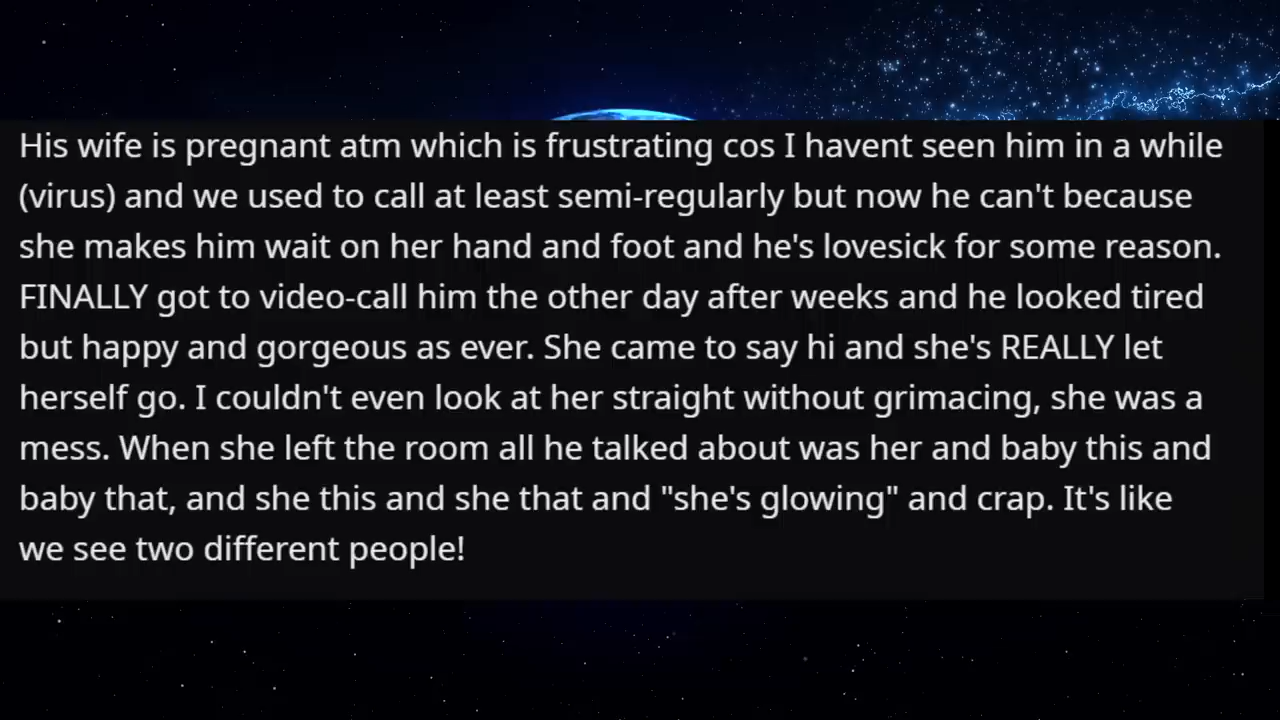 His wife is pregnant atm which is frustrating cos I havent seen him in a while
(virus) and we used to call at least semi-regularly but now he can't because
she makes him wait on her hand and foot and he's lovesick for some reason.
FINALLY got to video-call him the other day after weeks and he looked tired
but happy and gorgeous as ever. She came to say hi and she's REALLY let
herself go. I couldn't even look at her straight without grimacing, she was a
mess. When she left the room all he talked about was her and baby this and
baby that, and she this and she that and "she's glowing" and crap. It's like
we see two different people!